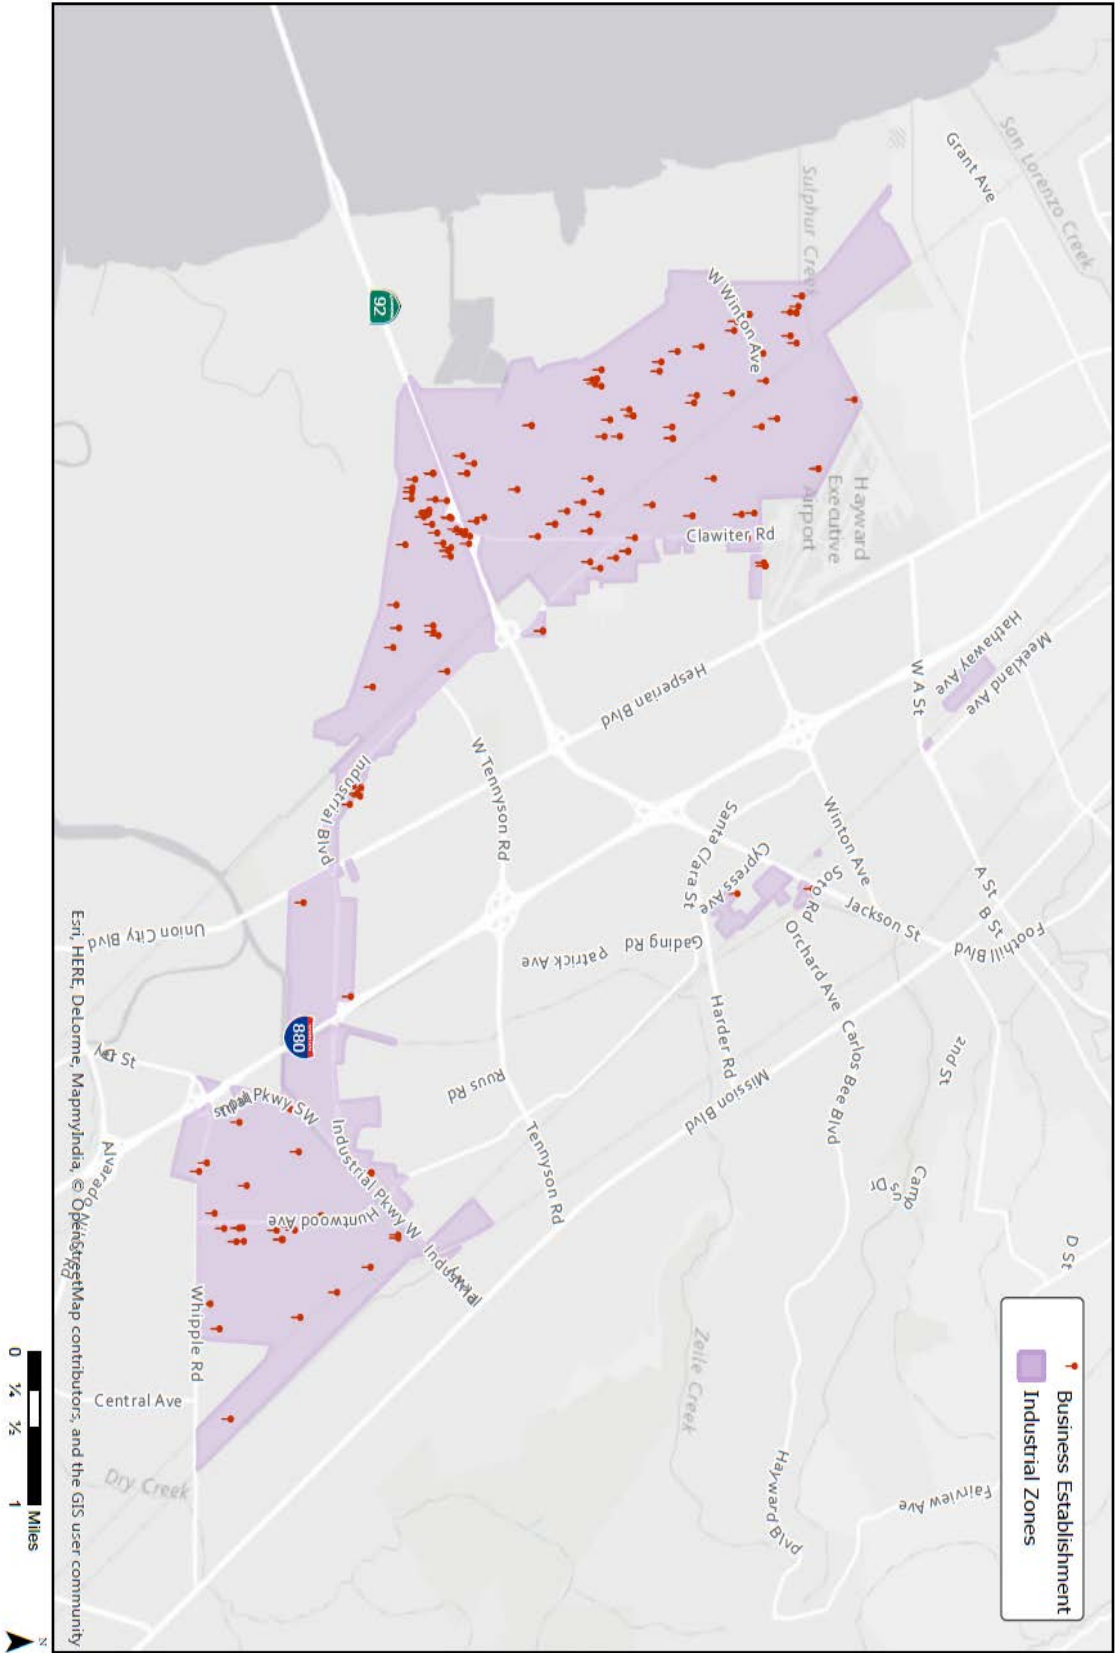 Business Establishment
Industrial Zones
San Lorenzo Creek
Grant Ave
Sulphur Creek
W Winton Ave
Hayward
Executive
Airport
Clawiter Rd
92
Hesperian Blvd
Hathaway Ave
Meekland Ave
W A St
A St
B St
Foothill Blvd
Winton Ave
Jackson St
Soto Rd
Cypress Ave
Santa Clara St
Orchard Ave
Carlos Bee Blvd
Gading Rd
Patrick Ave
Harder Rd
Mission Blvd
2nd St
D St
Campus Dr
Hayward Blvd
Fairview Ave
Zeile Creek
W Tennyson Rd
Tennyson Rd
Ruus Rd
Industrial Blvd
Union City Blvd
880
Dyer St
Pkwy SW
Industrial Pkwy W
Industrial
Pkwy
Huntwood Ave
Whipple Rd
Central Ave
Dry Creek
Esri, HERE, DeLorme, MapmyIndia, © OpenStreetMap contributors, and the GIS user community
0 ¼ ½ 1
Miles
N